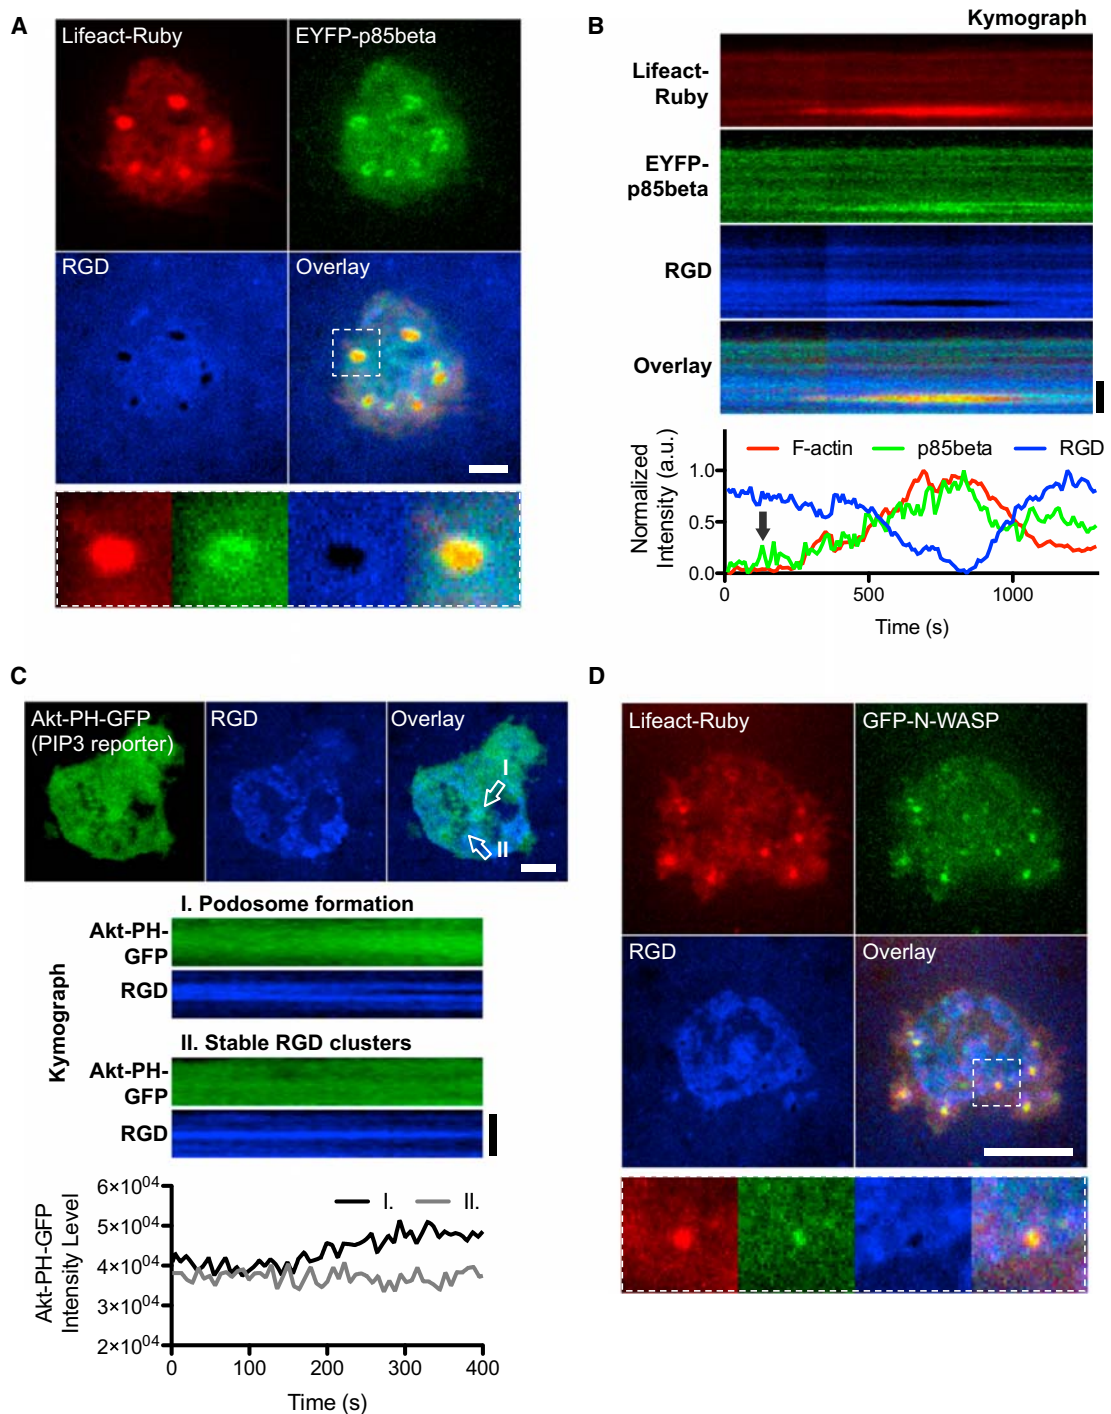 A
Lifeact-Ruby
EYFP-p85beta
RGD
Overlay
B
Kymograph
Lifeact-
Ruby
EYFP-
p85beta
RGD
Overlay
F-actin
p85beta
RGD
Normalized
Intensity (a.u.)
1.0
0.5
0.0
0
500
1000
Time (s)
C
Akt-PH-GFP
(PIP3 reporter)
RGD
Overlay
I
II
Kymograph
I. Podosome formation
Akt-PH-
GFP
RGD
II. Stable RGD clusters
Akt-PH-
GFP
RGD
Akt-PH-GFP
Intensity Level
6×10⁰⁴
5×10⁰⁴
4×10⁰⁴
3×10⁰⁴
2×10⁰⁴
I.
II.
0
100
200
300
400
Time (s)
D
Lifeact-Ruby
GFP-N-WASP
RGD
Overlay